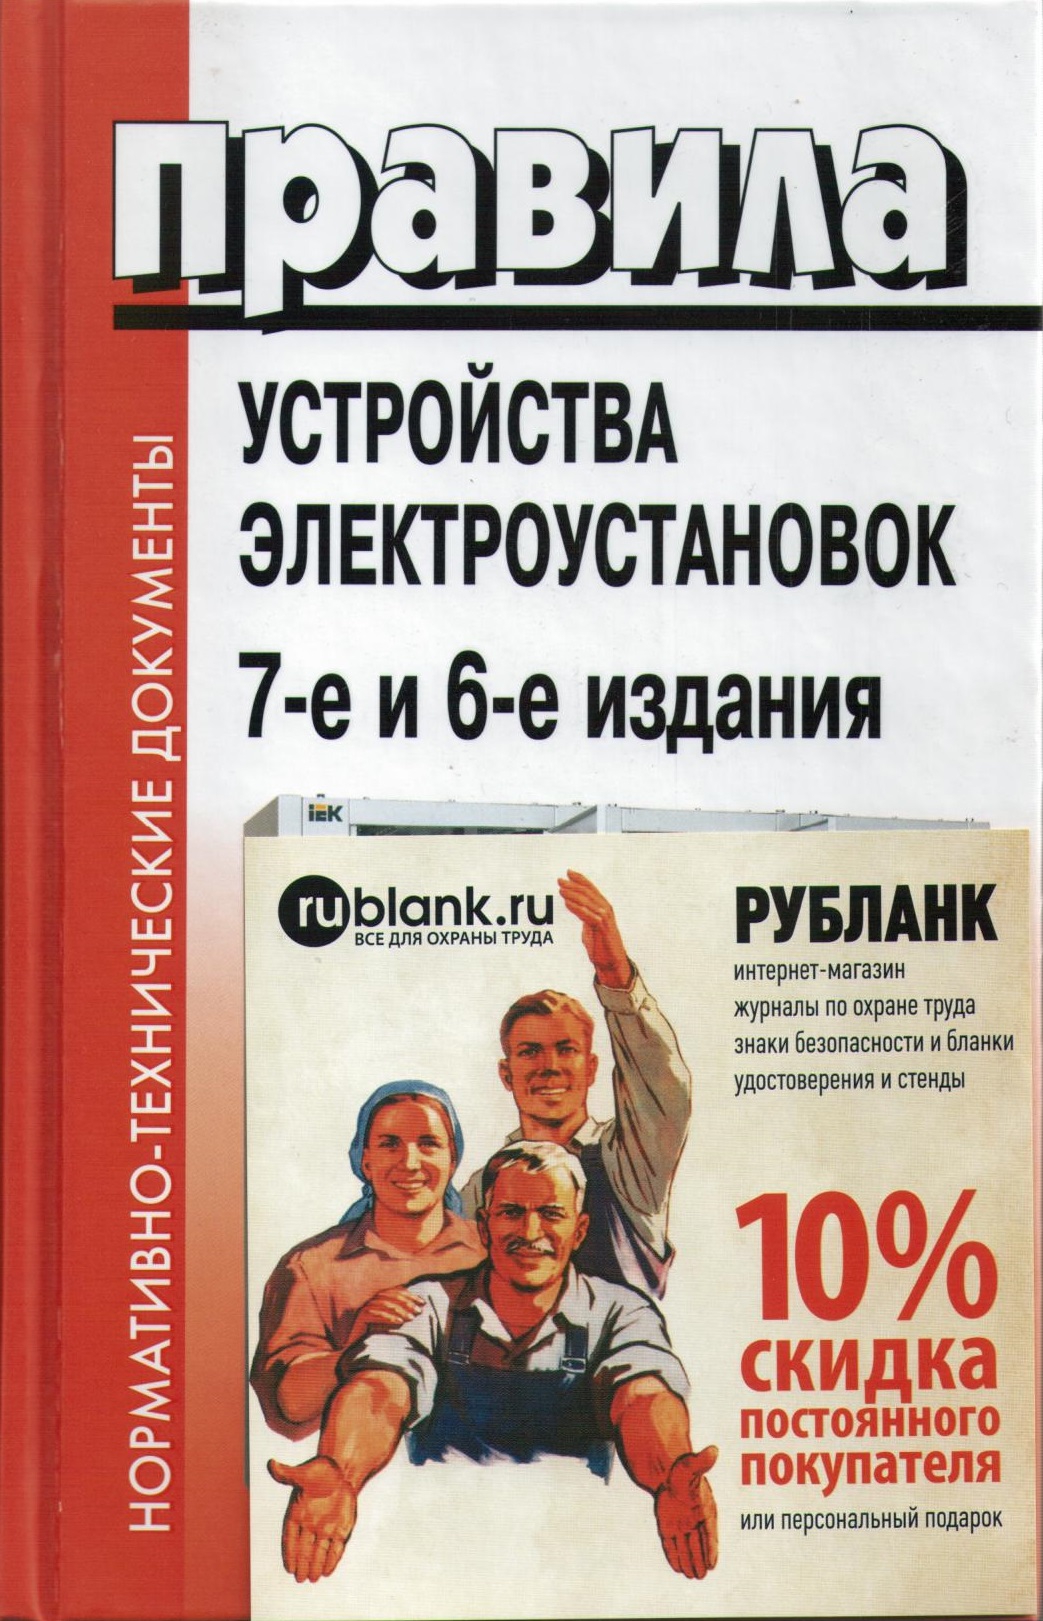 правила
УСТРОЙСТВА
ЭЛЕКТРОУСТАНОВОК
7-е и 6-е издания
НОРМАТИВНО-ТЕХНИЧЕСКИЕ ДОКУМЕНТЫ
iEK
rublank.ru
ВСЕ ДЛЯ ОХРАНЫ ТРУДА
РУБЛАНК
интернет-магазин
журналы по охране труда
знаки безопасности и бланки
удостоверения и стенды
10%
скидка
постоянного
покупателя
или персональный подарок